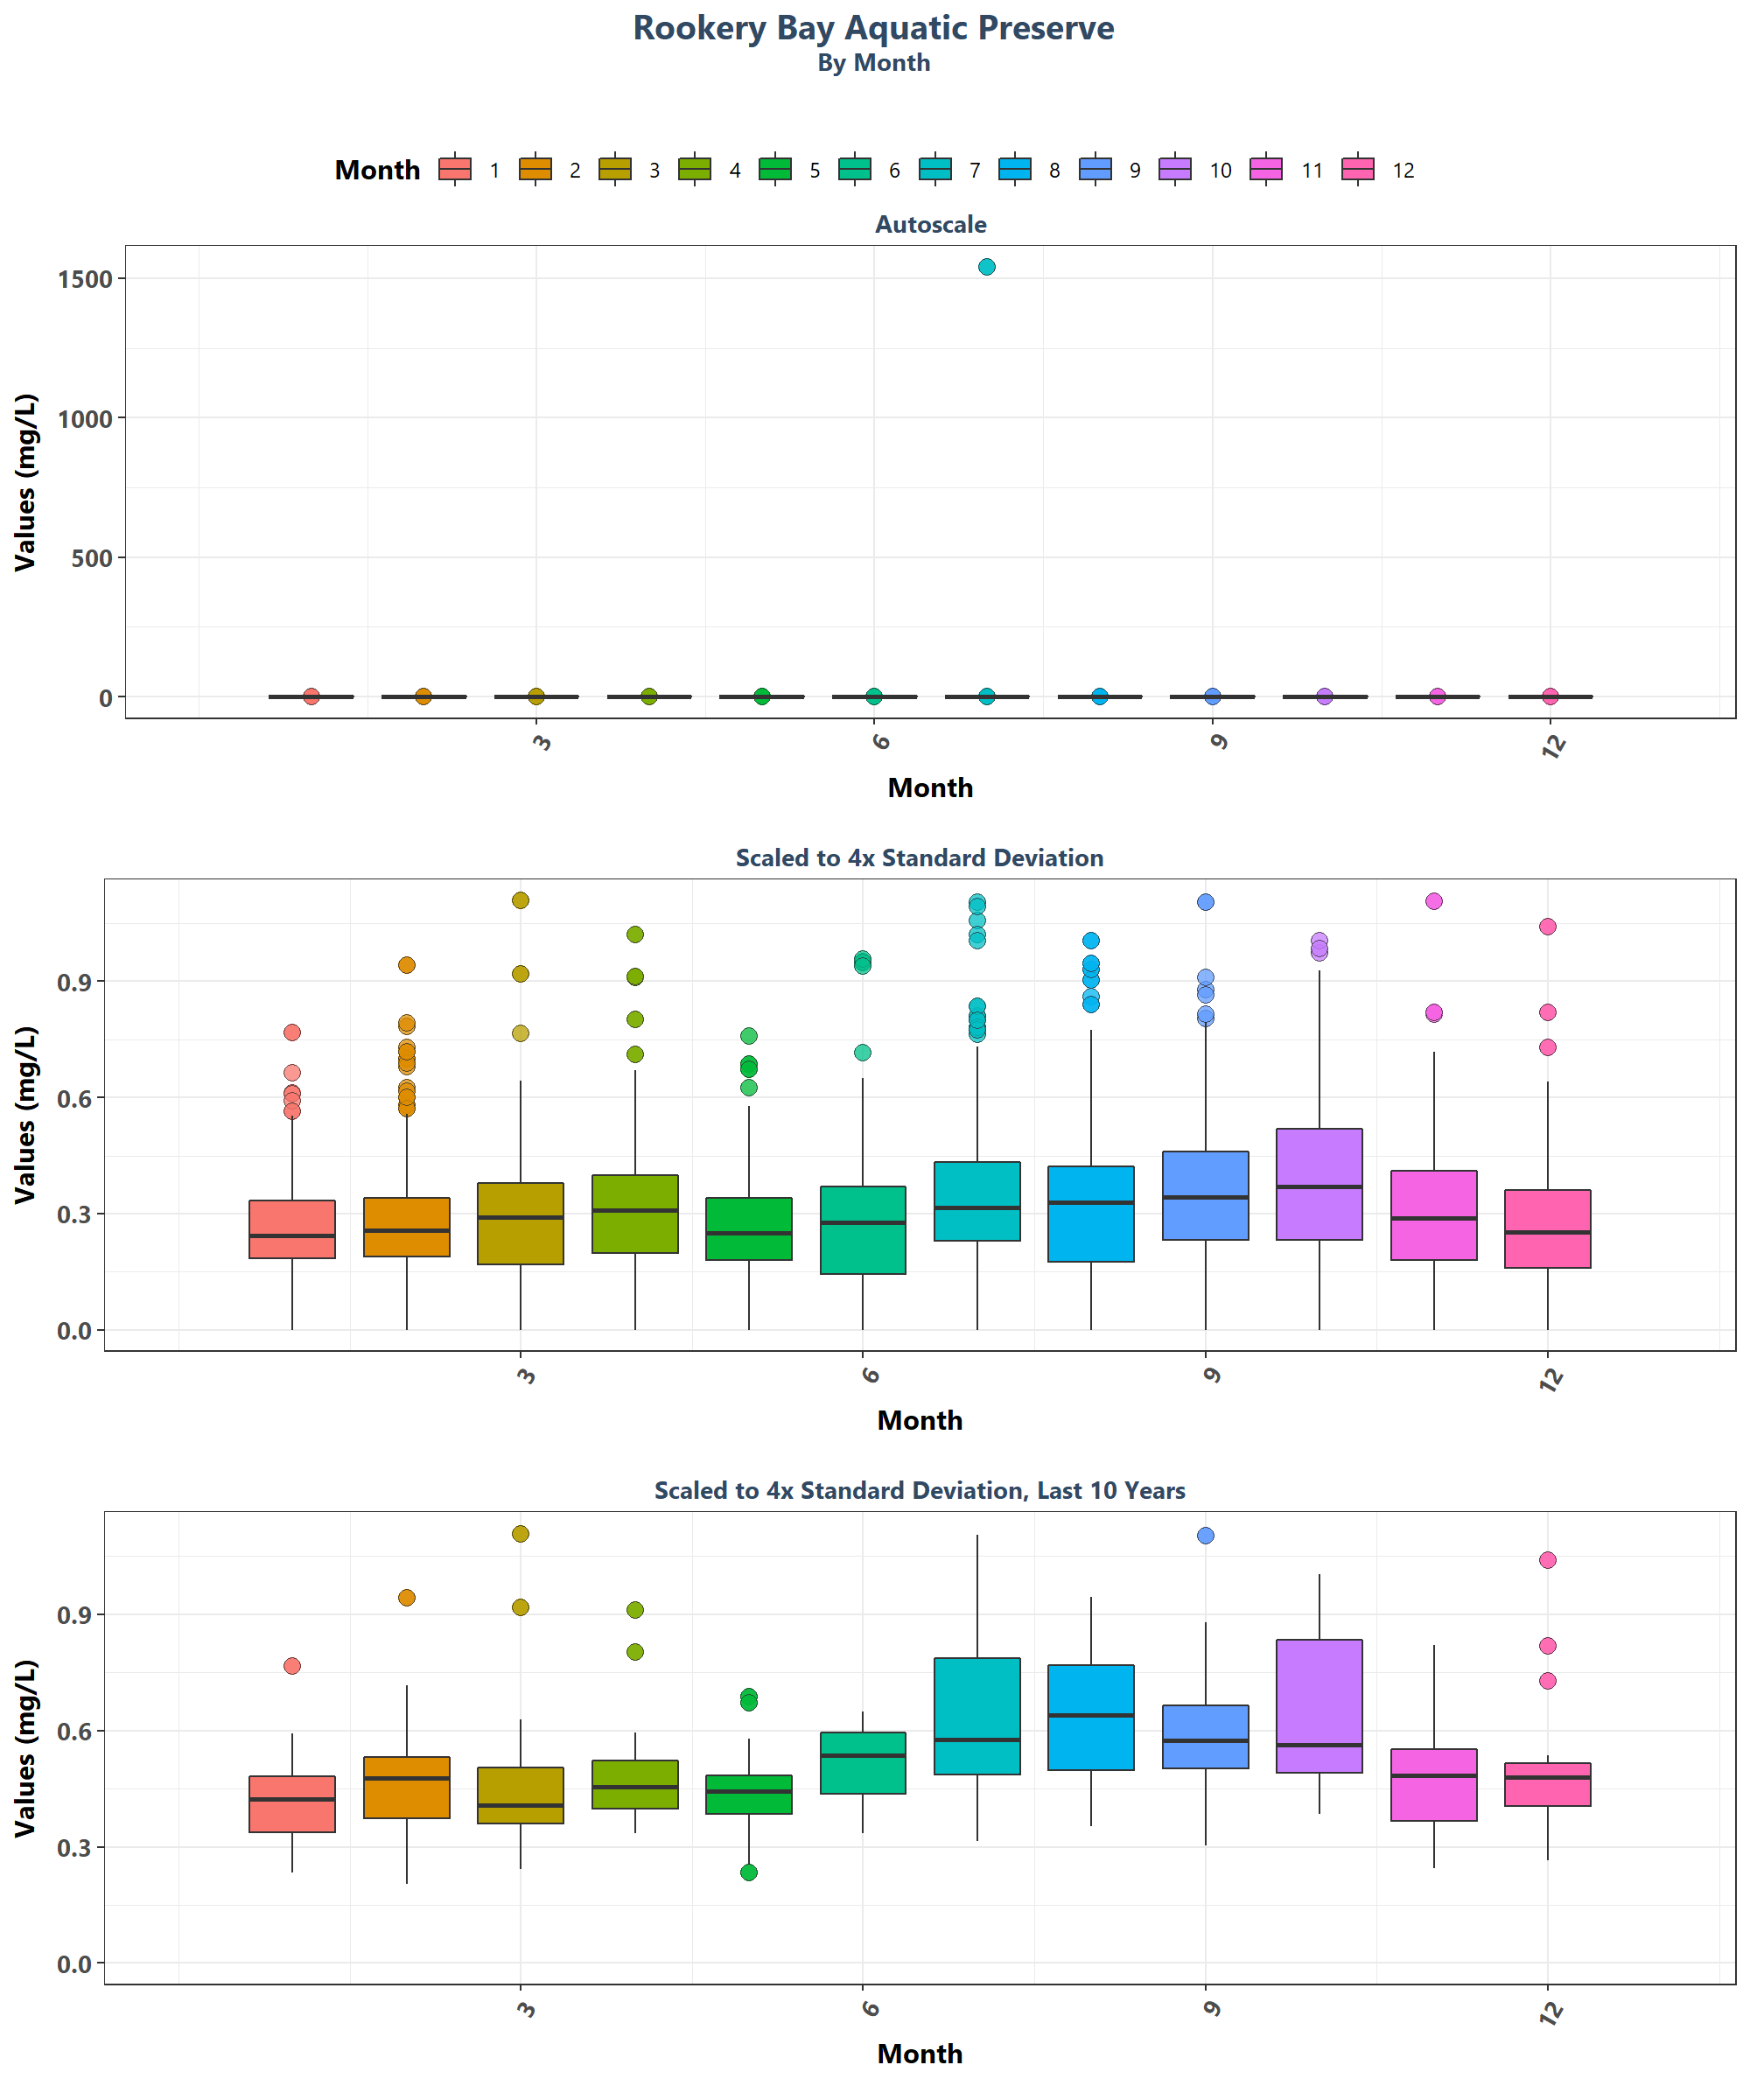 Rookery Bay Aquatic Preserve
By Month
Month 1 2 3 4 5 6 7 8 9 10 11 12
Autoscale
Values (mg/L)
1500
1000
500
0
3 6 9 12
Month
Scaled to 4x Standard Deviation
Values (mg/L)
0.9
0.6
0.3
0.0
3 6 9 12
Month
Scaled to 4x Standard Deviation, Last 10 Years
Values (mg/L)
0.9
0.6
0.3
0.0
3 6 9 12
Month